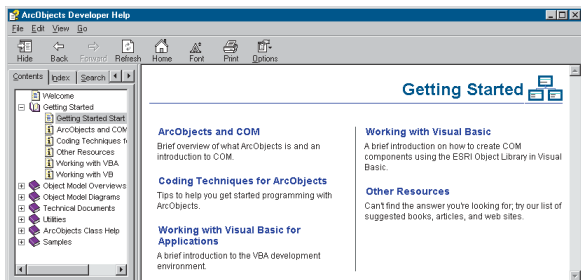 ArcObjects Developer Help
File Edit View Go
Hide Back Forward Refresh Home Font Print Options
Contents Index Search
Welcome
Getting Started
Getting Started Start
ArcObjects and COM
Coding Techniques f
Other Resources
Working with VBA
Working with VB
Object Model Overviews
Object Model Diagrams
Technical Documents
Utilities
ArcObjects Class Help
Samples
Getting Started
ArcObjects and COM
Brief overview of what ArcObjects is and an
introduction to COM.
Coding Techniques for ArcObjects
Tips to help you get started programming with
ArcObjects.
Working with Visual Basic for
Applications
A brief introduction to the VBA development
environment.
Working with Visual Basic
A brief introduction on how to create COM
components using the ESRI Object Library in Visual
Basic.
Other Resources
Can't find the answer you're looking for; try our list of
suggested books, articles, and web sites.